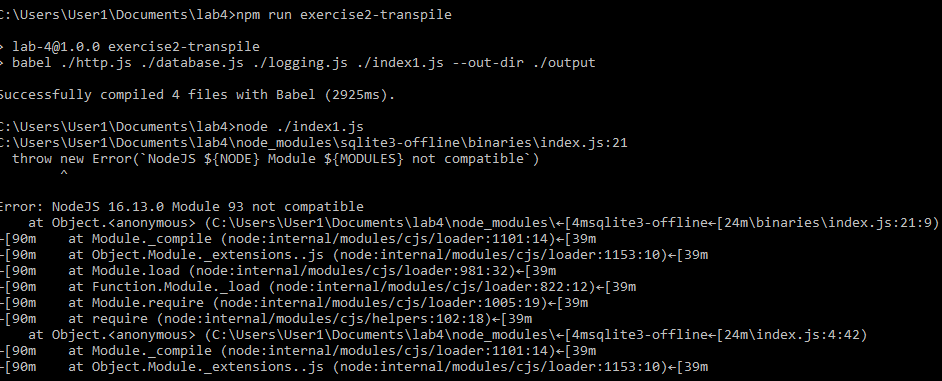 C:\Users\User1\Documents\lab4>npm run exercise2-transpile
> lab-4@1.0.0 exercise2-transpile
> babel ./http.js ./database.js ./logging.js ./index1.js --out-dir ./output
Successfully compiled 4 files with Babel (2925ms).
C:\Users\User1\Documents\lab4>node ./index1.js
C:\Users\User1\Documents\lab4\node_modules\sqlite3-offline\binaries\index.js:21
  throw new Error(`NodeJS ${NODE} Module ${MODULES} not compatible`)
        ^
Error: NodeJS 16.13.0 Module 93 not compatible
    at Object.<anonymous> (C:\Users\User1\Documents\lab4\node_modules\←[4msqlite3-offline←[24m\binaries\index.js:21:9)
←[90m    at Module._compile (node:internal/modules/cjs/loader:1101:14)←[39m
←[90m    at Object.Module._extensions..js (node:internal/modules/cjs/loader:1153:10)←[39m
←[90m    at Module.load (node:internal/modules/cjs/loader:981:32)←[39m
←[90m    at Function.Module._load (node:internal/modules/cjs/loader:822:12)←[39m
←[90m    at Module.require (node:internal/modules/cjs/loader:1005:19)←[39m
←[90m    at require (node:internal/modules/cjs/helpers:102:18)←[39m
    at Object.<anonymous> (C:\Users\User1\Documents\lab4\node_modules\←[4msqlite3-offline←[24m\index.js:4:42)
←[90m    at Module._compile (node:internal/modules/cjs/loader:1101:14)←[39m
←[90m    at Object.Module._extensions..js (node:internal/modules/cjs/loader:1153:10)←[39m